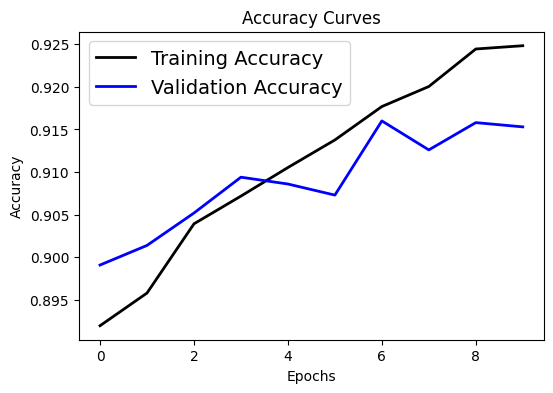 Accuracy Curves
Training Accuracy
Validation Accuracy
Accuracy
0.925
0.920
0.915
0.910
0.905
0.900
0.895
0 2 4 6 8
Epochs